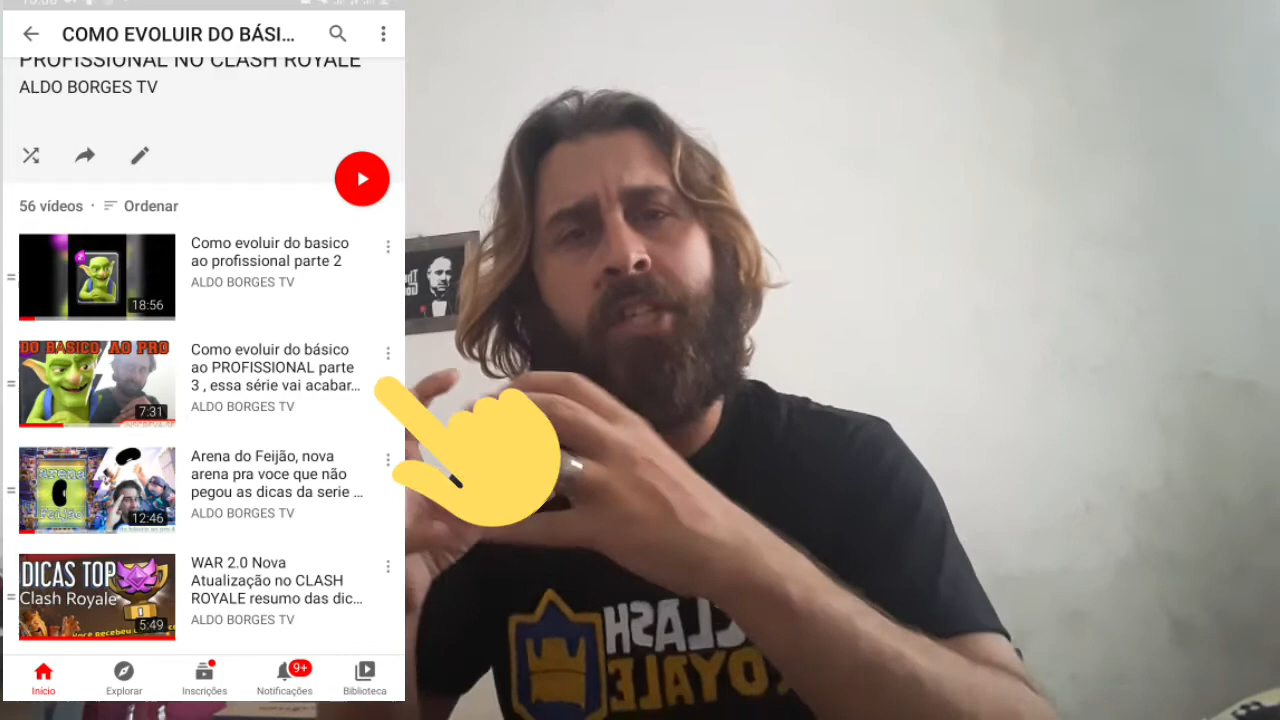 COMO EVOLUIR DO BÁSI...
PROFISSIONAL NO CLASH ROYALE
ALDO BORGES TV
56 vídeos · Ordenar
Como evoluir do basico
ao profissional parte 2
ALDO BORGES TV
18:56
DO BASICO, AO PRO
Como evoluir do básico
ao PROFISSIONAL parte
3 , essa série vai acabar...
ALDO BORGES TV
7:31
Arena do Feijão, nova
arena pra voce que não
pegou as dicas da serie ...
ALDO BORGES TV
ARENA
FEIJÃO
12:46
WAR 2.0 Nova
Atualização no CLASH
ROYALE resumo das dic...
ALDO BORGES TV
DICAS TOP
Clash Royale
1
5:49
Início
Explorar
Inscrições
9+
Notificações
Biblioteca
CLASH
ROYALE